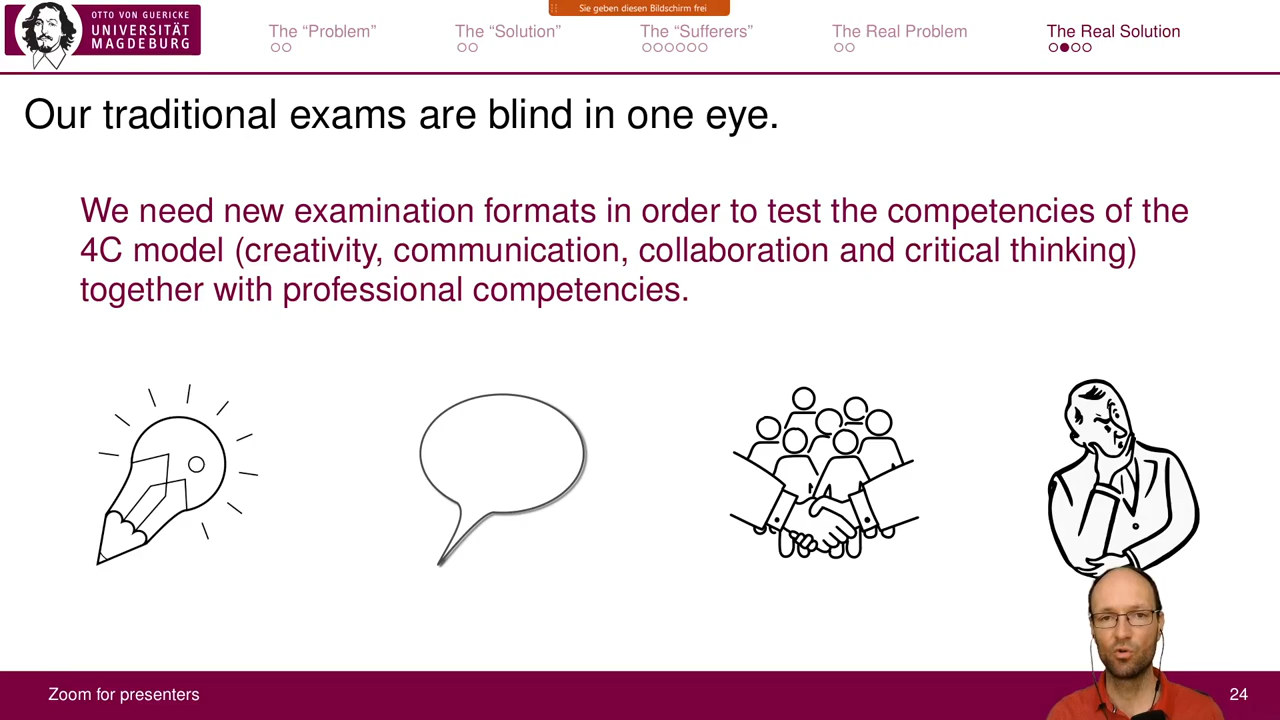 Sie geben diesen Bildschirm frei
OTTO VON GUERICKE
UNIVERSITÄT
MAGDEBURG
The “Problem”
The “Solution”
The “Sufferers”
The Real Problem
The Real Solution
Our traditional exams are blind in one eye.
We need new examination formats in order to test the competencies of the
4C model (creativity, communication, collaboration and critical thinking)
together with professional competencies.
Zoom for presenters
24